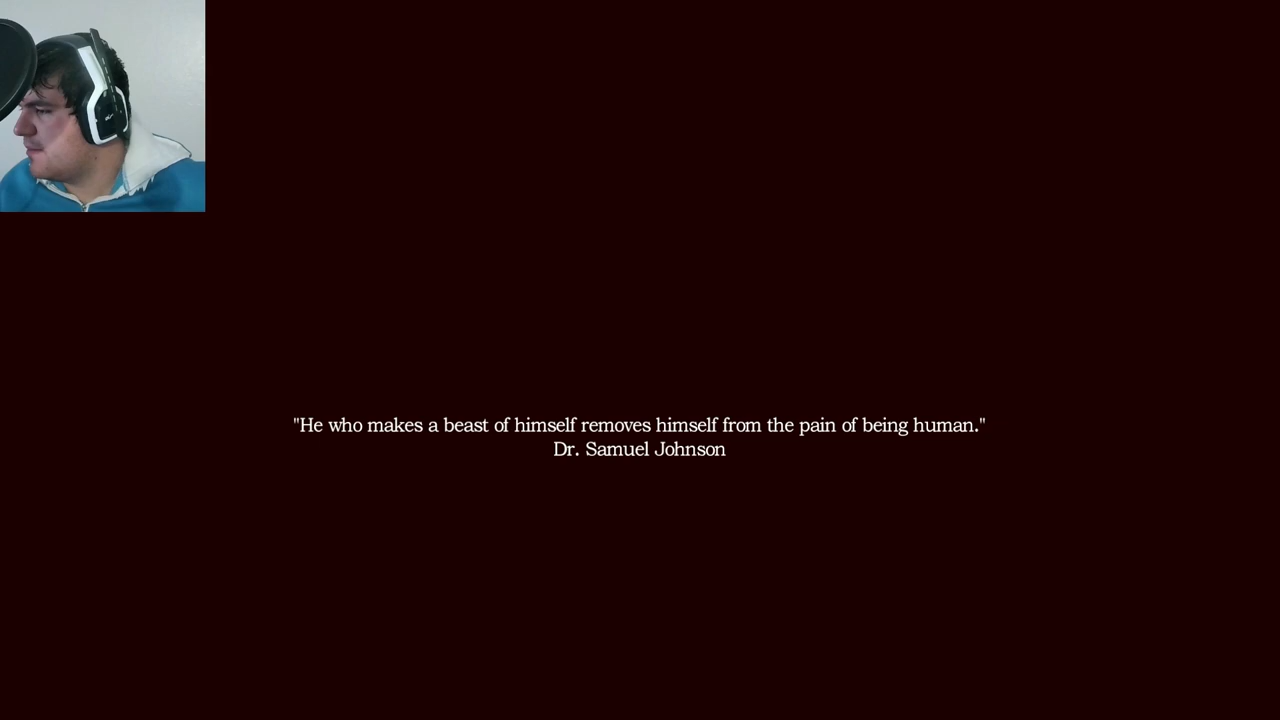 "He who makes a beast of himself removes himself from the pain of being human."
Dr. Samuel Johnson